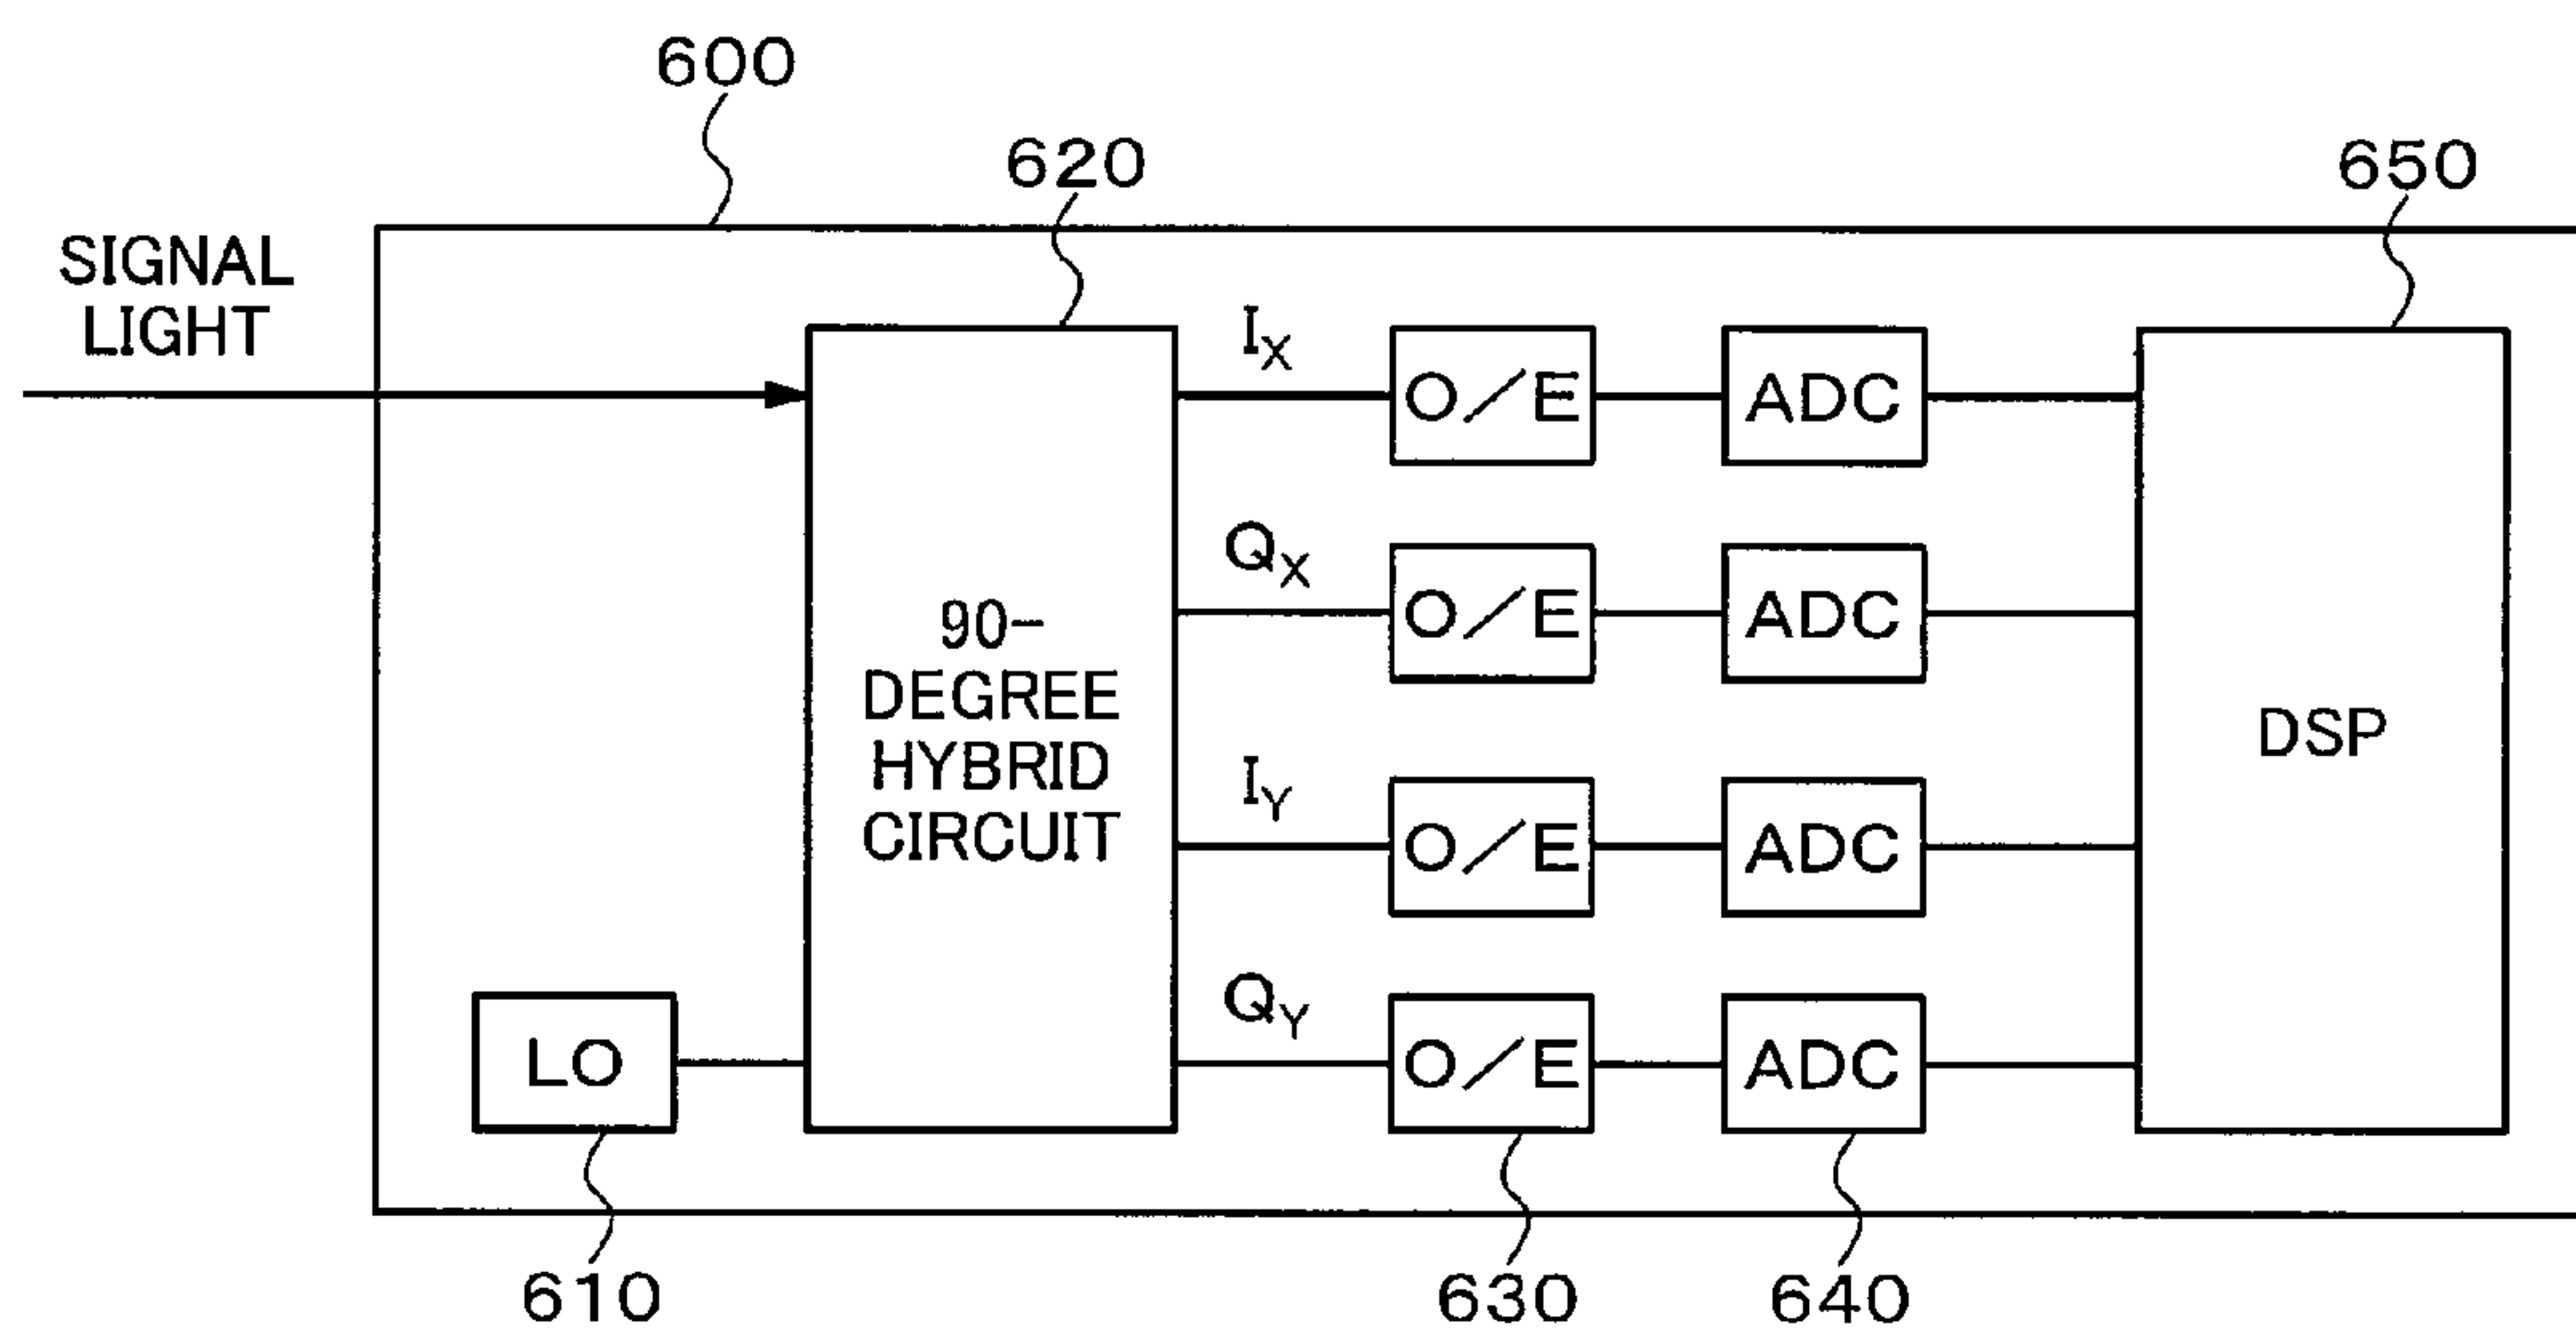 600
620
650
SIGNAL
LIGHT
I_X
O/E
ADC
Q_X
O/E
ADC
90-
DEGREE
HYBRID
CIRCUIT
DSP
I_Y
O/E
ADC
Q_Y
LO
O/E
ADC
610
630
640